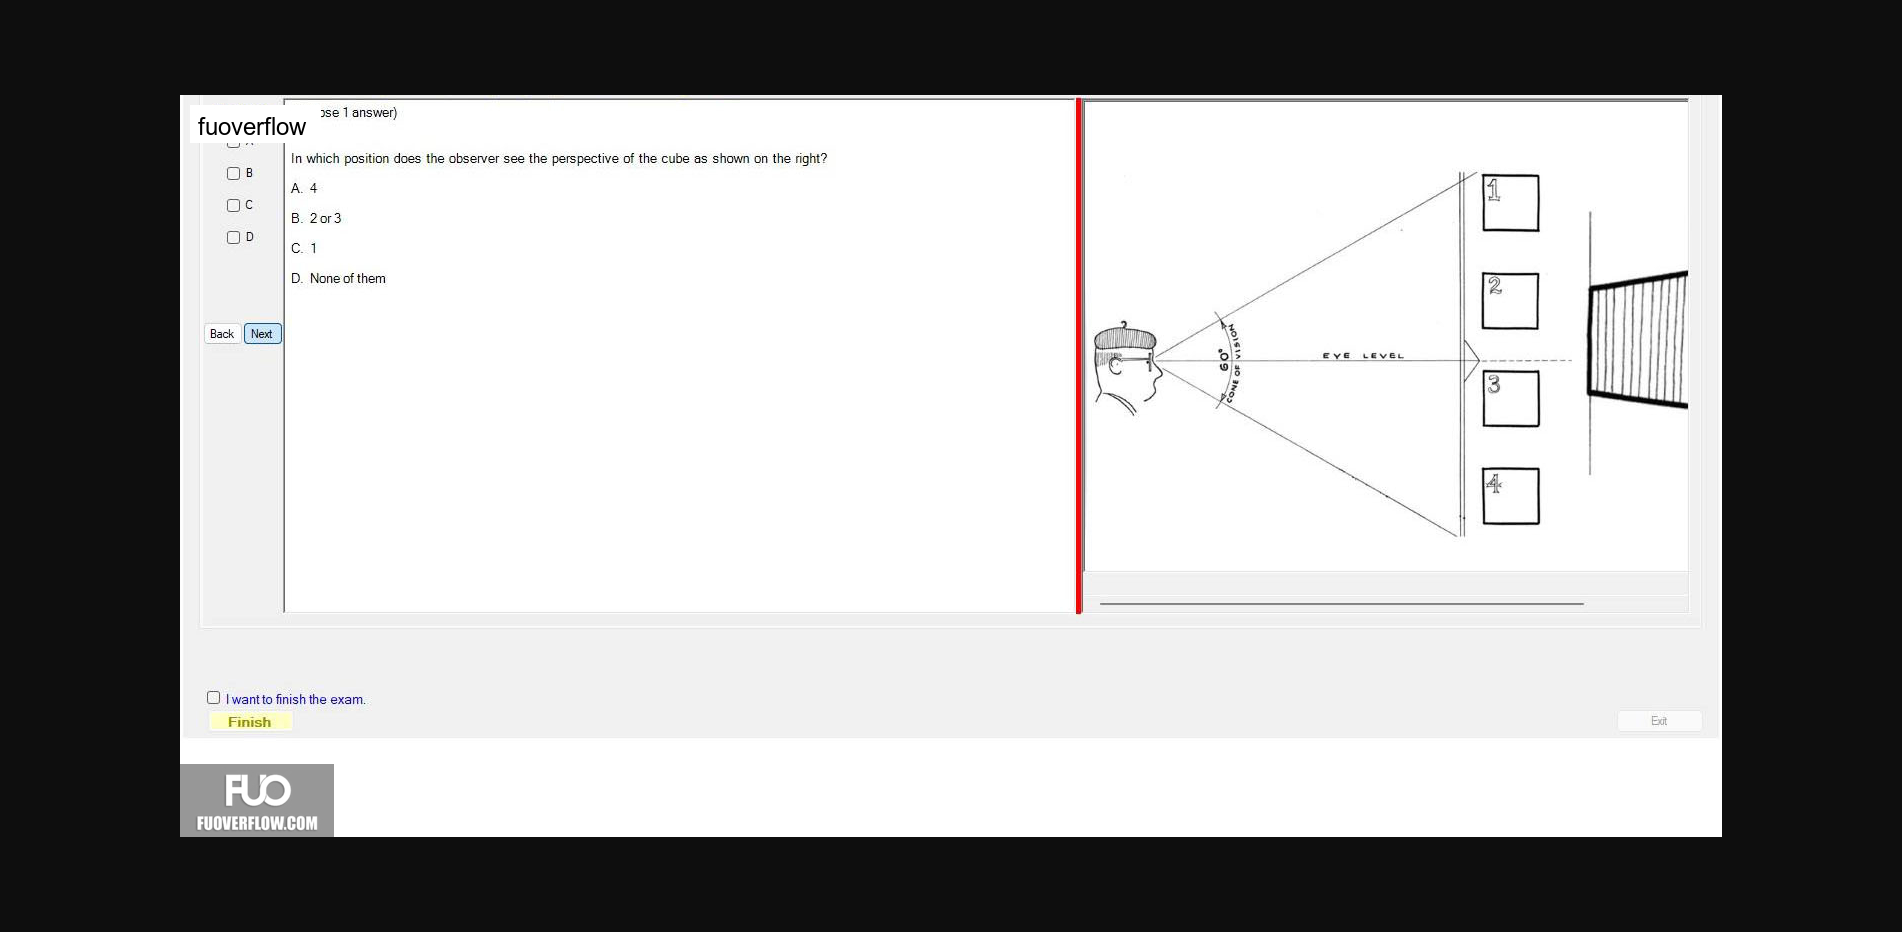 fuoverflow
ose 1 answer)
B
C
D
In which position does the observer see the perspective of the cube as shown on the right?
A. 4
B. 2 or 3
C. 1
D. None of them
Back
Next
60°
CONE OF VISION
EYE LEVEL
1
2
3
4
I want to finish the exam.
Finish
Exit
FUO
FUOVERFLOW.COM